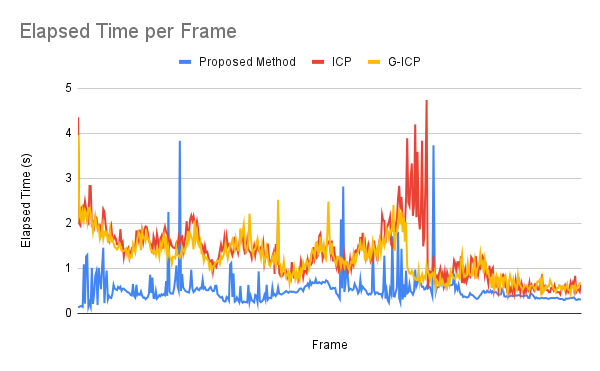 Elapsed Time per Frame
Proposed Method
ICP
G-ICP
5
4
3
2
1
0
Elapsed Time (s)
Frame